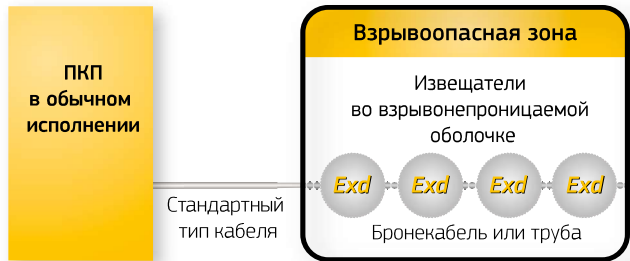 ПКП
в обычном
исполнении
Стандартный
тип кабеля
Взрывоопасная зона
Извещатели
во взрывонепроницаемой
оболочке
Exd Exd Exd Exd
Бронекабель или труба